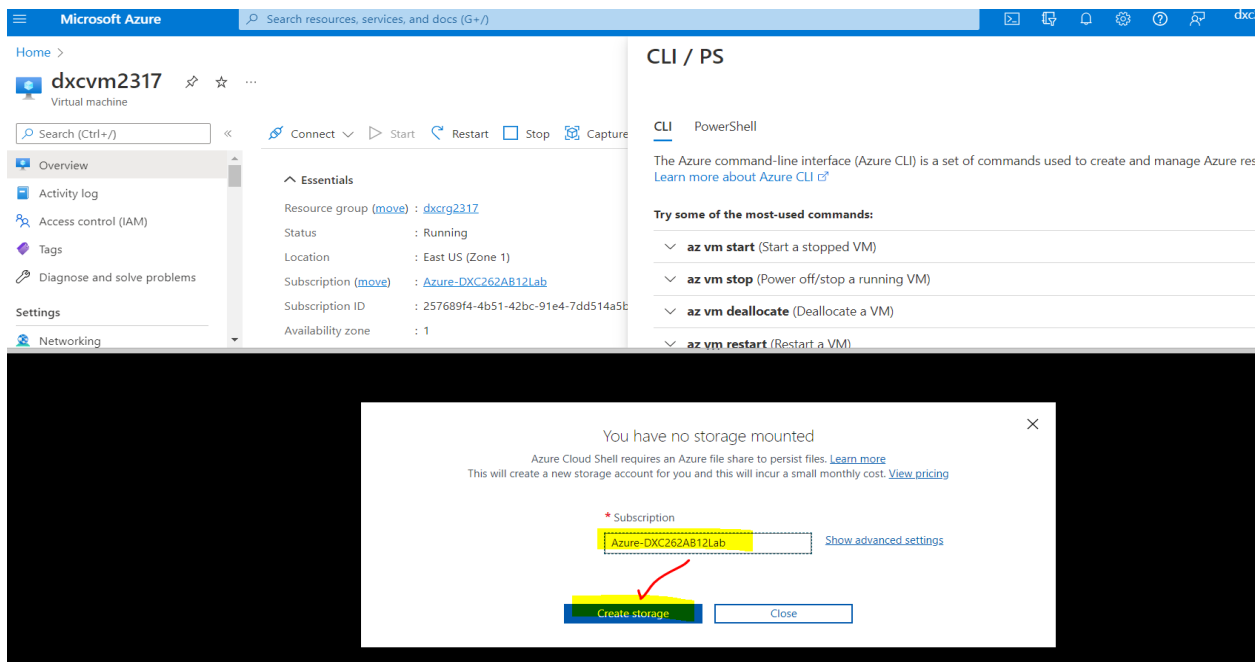 Microsoft Azure
Search resources, services, and docs (G+/)
Home >
dxcvm2317
Virtual machine
Search (Ctrl+/)
Overview
Activity log
Access control (IAM)
Tags
Diagnose and solve problems
Settings
Networking
Connect
Start
Restart
Stop
Capture
Essentials
Resource group (move) : dxcrg2317
Status : Running
Location : East US (Zone 1)
Subscription (move) : Azure-DXC262AB12Lab
Subscription ID : 257689f4-4b51-42bc-91e4-7dd514a5b
Availability zone : 1
CLI / PS
CLI PowerShell
The Azure command-line interface (Azure CLI) is a set of commands used to create and manage Azure res
Learn more about Azure CLI
Try some of the most-used commands:
az vm start (Start a stopped VM)
az vm stop (Power off/stop a running VM)
az vm deallocate (Deallocate a VM)
az vm restart (Restart a VM)
You have no storage mounted
Azure Cloud Shell requires an Azure file share to persist files. Learn more
This will create a new storage account for you and this will incur a small monthly cost. View pricing
* Subscription
Azure-DXC262AB12Lab
Show advanced settings
Create storage
Close